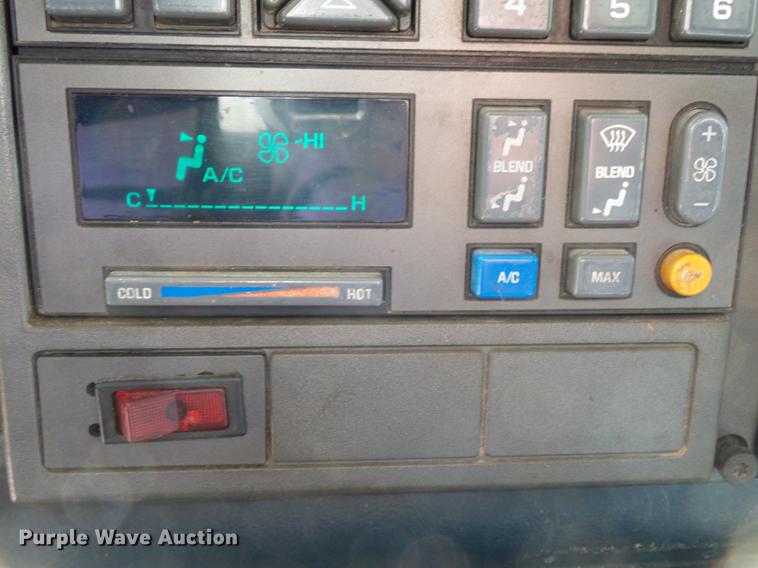 4 5 6
-HI
A/C
C H
BLEND
BLEND
+
-
A/C
MAX
COLD HOT
Purple Wave Auction